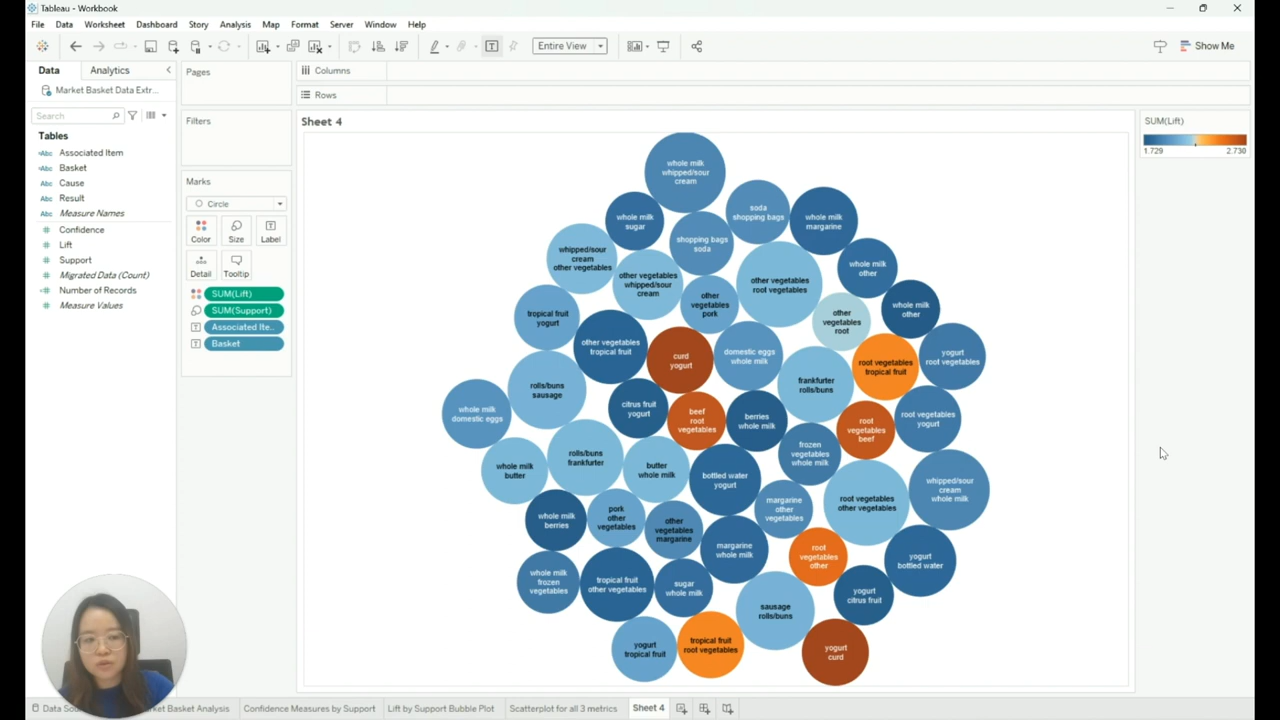 Tableau - Workbook
File Data Worksheet Dashboard Story Analysis Map Format Server Window Help
Entire View
Show Me
Data Analytics
Market Basket Data Extr...
Search
Tables
Associated Item
Basket
Cause
Result
Measure Names
Confidence
Lift
Support
Migrated Data (Count)
Number of Records
Measure Values
Pages
Filters
Marks
Circle
Color Size Label
Detail Tooltip
SUM(Lift)
SUM(Support)
Associated Ite..
Basket
Columns
Rows
Sheet 4
whole milk
whipped/sour
cream
soda
shopping bags
whole milk
sugar
whole milk
margarine
shopping bags
soda
whipped/sour
cream
other vegetables
whole milk
other
other vegetables
whipped/sour
cream
other vegetables
root vegetables
other
vegetables
pork
whole milk
other
tropical fruit
yogurt
other
vegetables
root
other vegetables
tropical fruit
curd
yogurt
domestic eggs
whole milk
yogurt
root vegetables
root vegetables
tropical fruit
frankfurter
rolls/buns
rolls/buns
sausage
whole milk
domestic eggs
citrus fruit
yogurt
beef
root
vegetables
berries
whole milk
root
vegetables
beef
root vegetables
yogurt
frozen
vegetables
whole milk
rolls/buns
frankfurter
whole milk
butter
butter
whole milk
bottled water
yogurt
whipped/sour
cream
whole milk
root vegetables
other vegetables
margarine
other
vegetables
whole milk
berries
pork
other
vegetables
other
vegetables
margarine
margarine
whole milk
root
vegetables
other
yogurt
bottled water
whole milk
frozen
vegetables
tropical fruit
other vegetables
sugar
whole milk
yogurt
citrus fruit
sausage
rolls/buns
yogurt
tropical fruit
tropical fruit
root vegetables
yogurt
curd
SUM(Lift)
1.729 2.730
Data Sou
rket Basket Analysis
Confidence Measures by Support
Lift by Support Bubble Plot
Scatterplot for all 3 metrics
Sheet 4